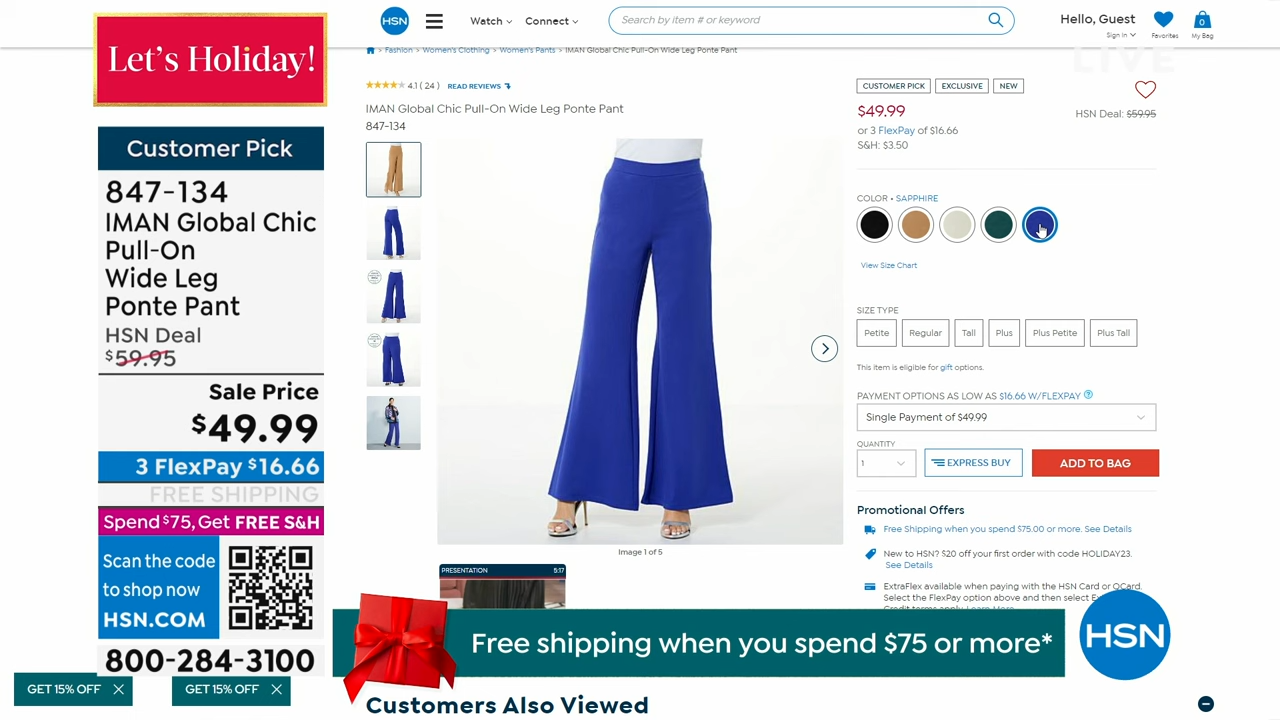 Let's Holiday!
Customer Pick
847-134
IMAN Global Chic
Pull-On
Wide Leg
Ponte Pant
HSN Deal
$59.95
Sale Price
$49.99
3 FlexPay $16.66
FREE SHIPPING
Spend $75, Get FREE S&H
Scan the code
to shop now
HSN.COM
800-284-3100
GET 15% OFF
GET 15% OFF
HSN
Watch
Connect
Search by item # or keyword
Hello, Guest
Sign In
Favorites
0
My Bag
LIVE
> Fashion > Women's Clothing > Women's Pants > IMAN Global Chic Pull-On Wide Leg Ponte Pant
4.1 ( 24 ) READ REVIEWS
IMAN Global Chic Pull-On Wide Leg Ponte Pant
847-134
Image 1 of 5
PRESENTATION 5:17
CUSTOMER PICK EXCLUSIVE NEW
$49.99
HSN Deal: $59.95
or 3 FlexPay of $16.66
S&H: $3.50
COLOR • SAPPHIRE
View Size Chart
SIZE TYPE
Petite Regular Tall Plus Plus Petite Plus Tall
This item is eligible for gift options.
PAYMENT OPTIONS AS LOW AS $16.66 W/FLEXPAY
Single Payment of $49.99
QUANTITY
1
EXPRESS BUY
ADD TO BAG
Promotional Offers
Free Shipping when you spend $75.00 or more. See Details
New to HSN? $20 off your first order with code HOLIDAY23.
See Details
ExtraFlex available when paying with the HSN Card or QCard.
Select the FlexPay option above and then select
Free shipping when you spend $75 or more*
HSN
Customers Also Viewed